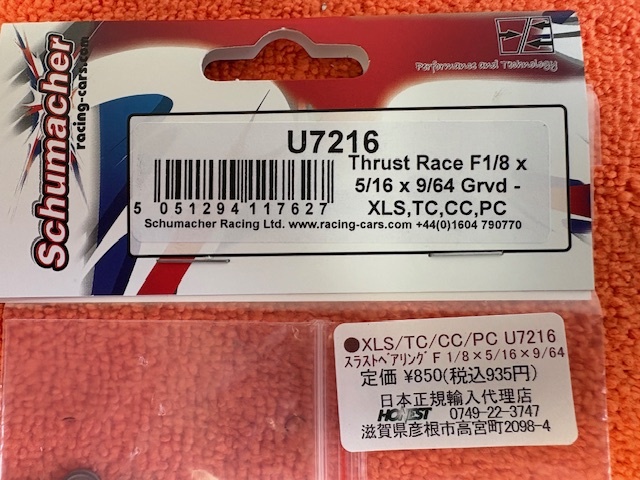 Schumacher
racing-cars.com
Performance and Technology
U7216
Thrust Race F1/8 x
5/16 x 9/64 Grvd -
XLS,TC,CC,PC
5 051294 117627
Schumacher Racing Ltd. www.racing-cars.com +44(0)1604 790770
●XLS/TC/CC/PC U7216
ｽﾗｽﾄﾍﾞｱﾘﾝｸﾞ F 1/8×5/16×9/64
定価 ¥850(税込935円)
日本正規輸入代理店
HONEST 0749-22-3747
滋賀県彦根市高宮町2098-4